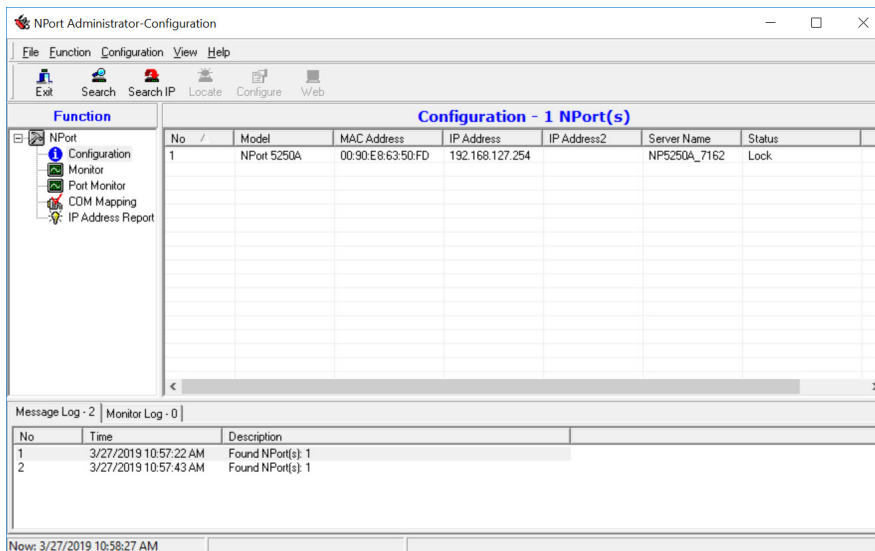 NPort Administrator-Configuration
File Function Configuration View Help
Exit Search Search IP Locate Configure Web
Function
Configuration - 1 NPort(s)
NPort
Configuration
Monitor
Port Monitor
COM Mapping
IP Address Report
No / Model MAC Address IP Address IP Address2 Server Name Status
1 NPort 5250A 00:90:E8:63:50:FD 192.168.127.254 NP5250A_7162 Lock
Message Log - 2 Monitor Log - 0
No Time Description
1 3/27/2019 10:57:22 AM Found NPort(s): 1
2 3/27/2019 10:57:43 AM Found NPort(s): 1
Now: 3/27/2019 10:58:27 AM